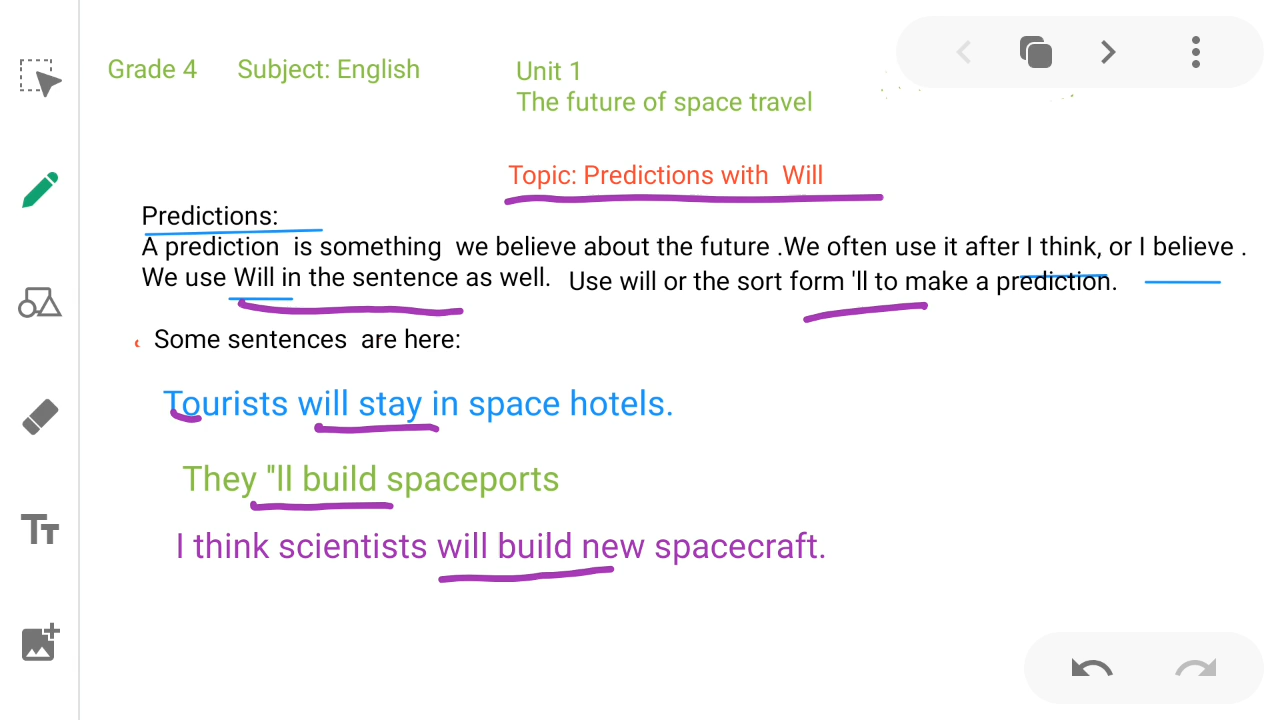 Grade 4 Subject: English
Unit 1
The future of space travel
Topic: Predictions with Will
Predictions:
A prediction is something we believe about the future .We often use it after I think, or I believe .
We use Will in the sentence as well. Use will or the sort form 'll to make a prediction.
Some sentences are here:
Tourists will stay in space hotels.
They "ll build spaceports
I think scientists will build new spacecraft.
Tт